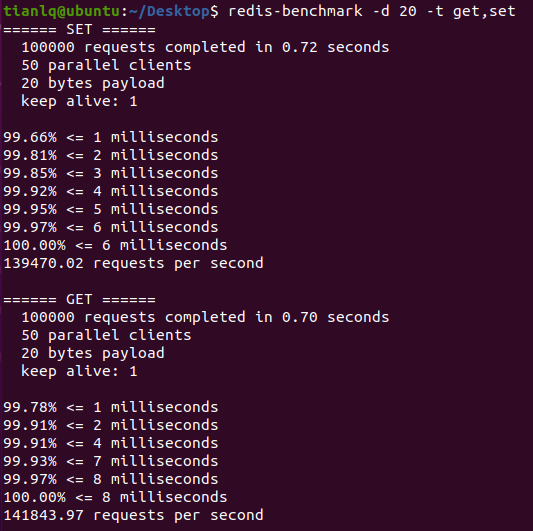 tianlq@ubuntu:~/Desktop$ redis-benchmark -d 20 -t get,set
====== SET ======
  100000 requests completed in 0.72 seconds
  50 parallel clients
  20 bytes payload
  keep alive: 1

99.66% <= 1 milliseconds
99.81% <= 2 milliseconds
99.85% <= 3 milliseconds
99.92% <= 4 milliseconds
99.95% <= 5 milliseconds
99.97% <= 6 milliseconds
100.00% <= 6 milliseconds
139470.02 requests per second

====== GET ======
  100000 requests completed in 0.70 seconds
  50 parallel clients
  20 bytes payload
  keep alive: 1

99.78% <= 1 milliseconds
99.91% <= 2 milliseconds
99.91% <= 4 milliseconds
99.93% <= 7 milliseconds
99.97% <= 8 milliseconds
100.00% <= 8 milliseconds
141843.97 requests per second